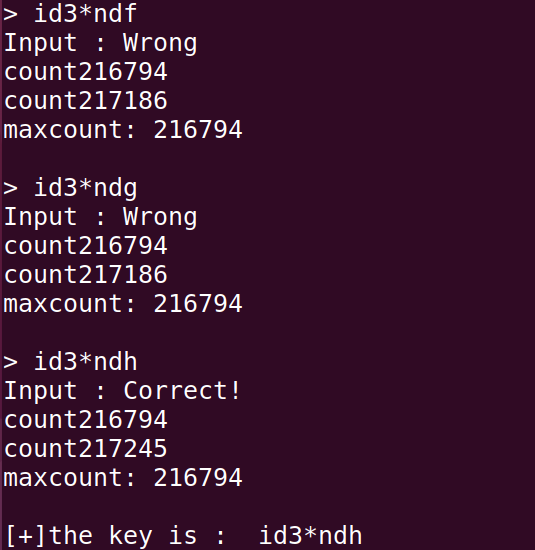 > id3*ndf
Input : Wrong
count216794
count217186
maxcount: 216794
> id3*ndg
Input : Wrong
count216794
count217186
maxcount: 216794
> id3*ndh
Input : Correct!
count216794
count217245
maxcount: 216794
[+]the key is :  id3*ndh